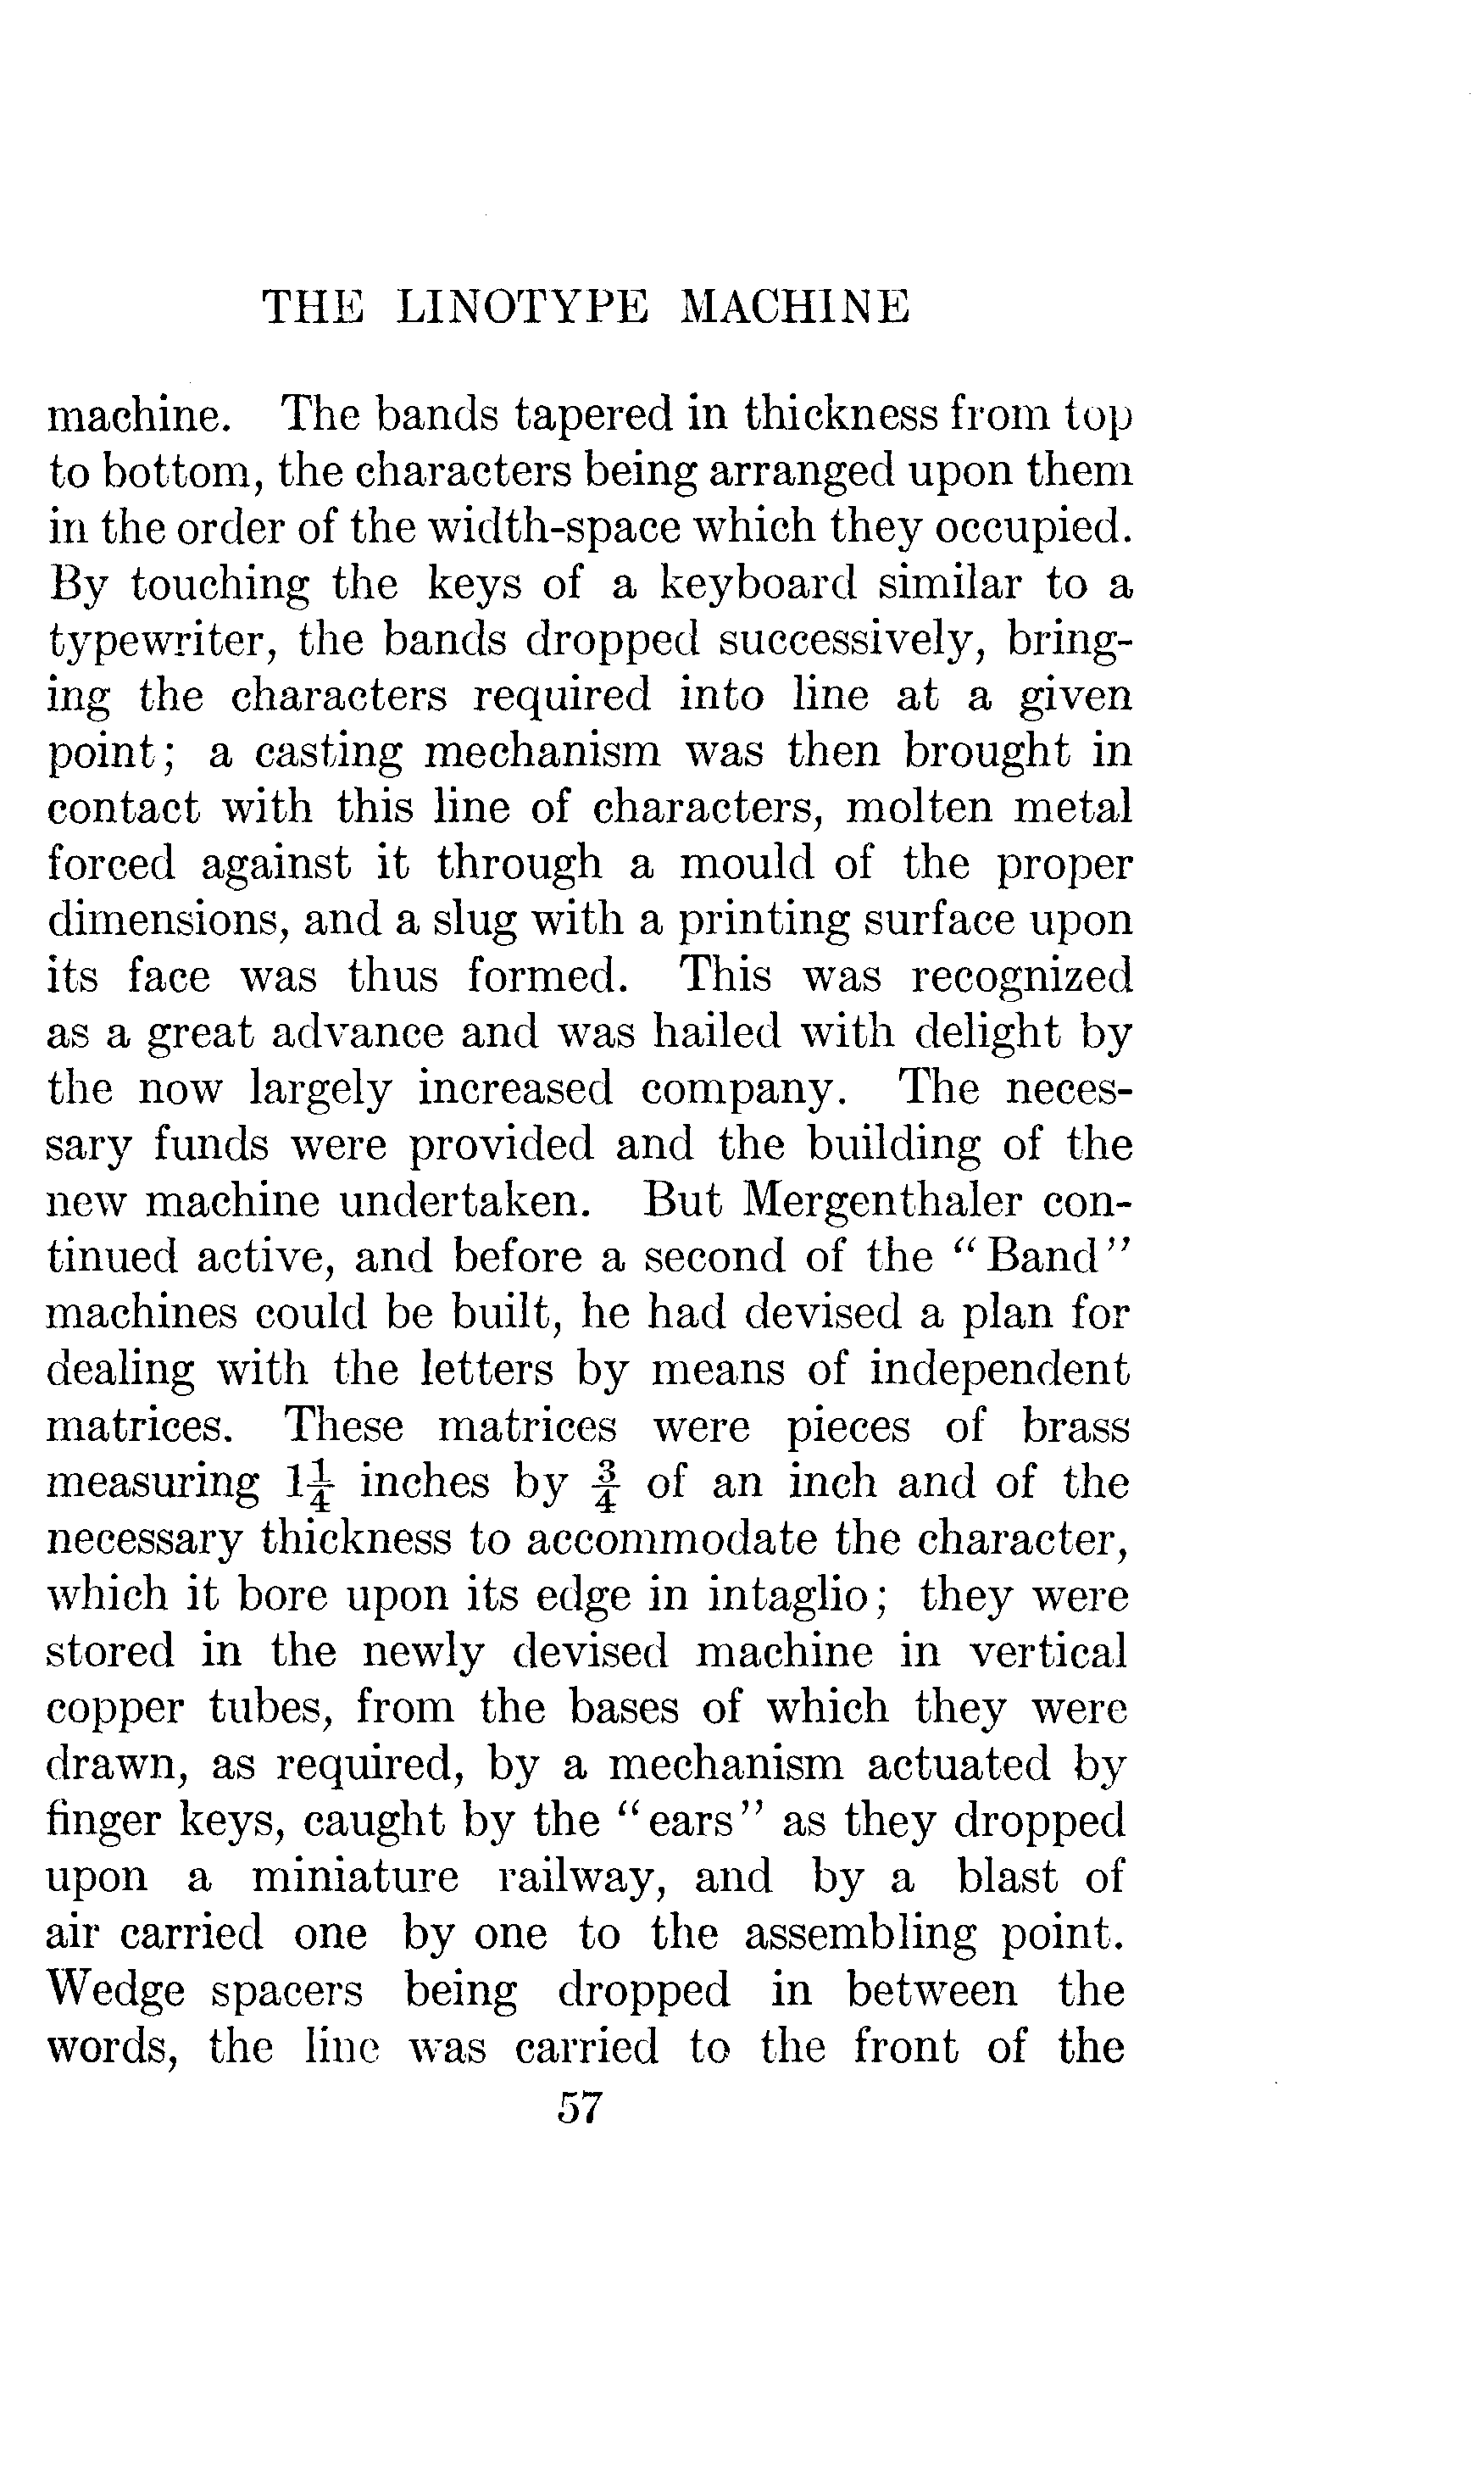 THE LINOTYPE MACHINE
machine. The bands tapered in thickness from top
to bottom, the characters being arranged upon them
in the order of the width-space which they occupied.
By touching the keys of a keyboard similar to a
typewriter, the bands dropped successively, bring-
ing the characters required into line at a given
point; a casting mechanism was then brought in
contact with this line of characters, molten metal
forced against it through a mould of the proper
dimensions, and a slug with a printing surface upon
its face was thus formed. This was recognized
as a great advance and was hailed with delight by
the now largely increased company. The neces-
sary funds were provided and the building of the
new machine undertaken. But Mergenthaler con-
tinued active, and before a second of the "Band"
machines could be built, he had devised a plan for
dealing with the letters by means of independent
matrices. These matrices were pieces of brass
measuring 1¼ inches by ¾ of an inch and of the
necessary thickness to accommodate the character,
which it bore upon its edge in intaglio; they were
stored in the newly devised machine in vertical
copper tubes, from the bases of which they were
drawn, as required, by a mechanism actuated by
finger keys, caught by the "ears" as they dropped
upon a miniature railway, and by a blast of
air carried one by one to the assembling point.
Wedge spacers being dropped in between the
words, the line was carried to the front of the
57